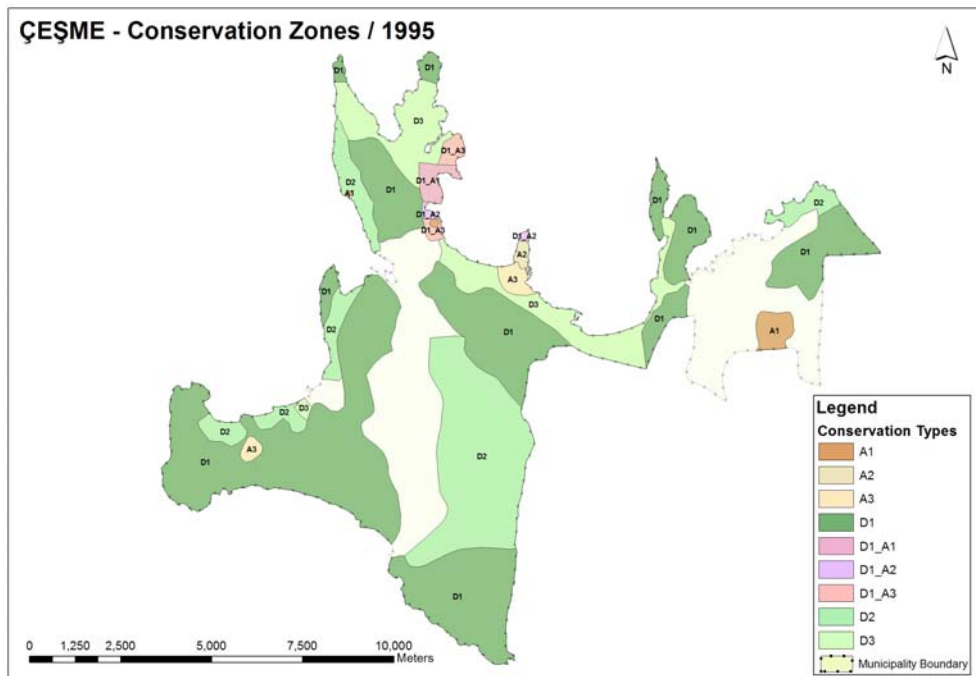 ÇEŞME - Conservation Zones / 1995
N
D1
D1
D3
D1_A3
D1_A1
D2
D1
A1
D1_A2
D1_A3
D1
D2
D1
D1_A2
A2
A3
D1
D3
D1
D1
D2
D1
A1
D3
D2
D2
A3
D1
D2
D1
Legend
Conservation Types
A1
A2
A3
D1
D1_A1
D1_A2
D1_A3
D2
D3
Municipality Boundary
0 1,250 2,500 5,000 7,500 10,000
Meters